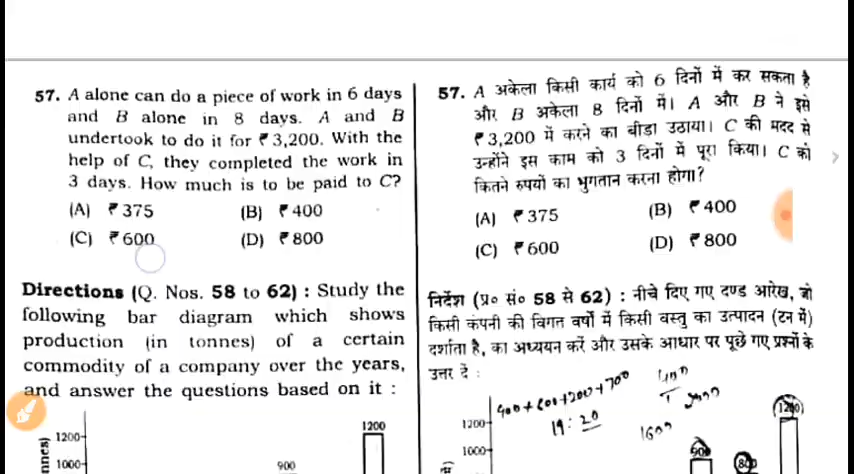 57. A alone can do a piece of work in 6 days
and B alone in 8 days. A and B
undertook to do it for ₹ 3,200. With the
help of C, they completed the work in
3 days. How much is to be paid to C?
(A) ₹ 375 (B) ₹ 400
(C) ₹ 600 (D) ₹ 800
Directions (Q. Nos. 58 to 62) : Study the
following bar diagram which shows
production (in tonnes) of a certain
commodity of a company over the years,
and answer the questions based on it :
1200
1200
1000
900
57. A अकेला किसी कार्य को 6 दिनों में कर सकता है
और B अकेला 8 दिनों में। A और B ने इसे
₹ 3,200 में करने का बीडा उठाया। C की मदद से
उन्होंने इस काम को 3 दिनों में पूरा किया। C को
कितने रुपयों का भुगतान करना होगा?
(A) ₹ 375 (B) ₹ 400
(C) ₹ 600 (D) ₹ 800
निर्देश (प्र० सं० 58 से 62) : नीचे दिए गए दण्ड आरेख, जो
किसी कंपनी की विगत वर्षों में किसी वस्तु का उत्पादन (टन में)
दर्शाता है, का अध्ययन करें और उसके आधार पर पूछे गए प्रश्नों के
उत्तर दें :
19 : 20
1600
1200
1200
1000
900
800